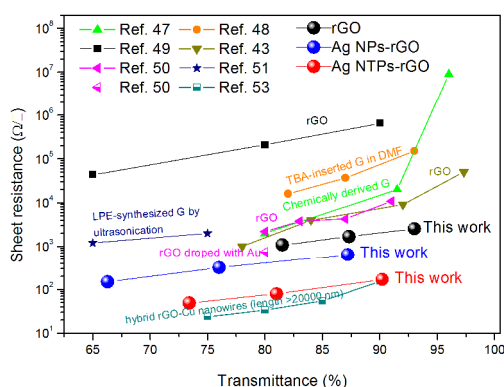 Ref. 47 Ref. 48 rGO
Ref. 49 Ref. 43 Ag NPs-rGO
Ref. 50 Ref. 51 Ag NTPs-rGO
Ref. 50 Ref. 53
10^8
10^7
10^6
10^5
10^4
10^3
10^2
10^1
Sheet resistance (Ω/_)
rGO
TBA-inserted G in DMF
rGO
Chemically derived G
LPE-synthesized G by
ultrasonication
rGO
This work
rGO droped with Au
This work
This work
hybrid rGO-Cu nanowires (length >20000 nm)
65 70 75 80 85 90 95 100
Transmittance (%)